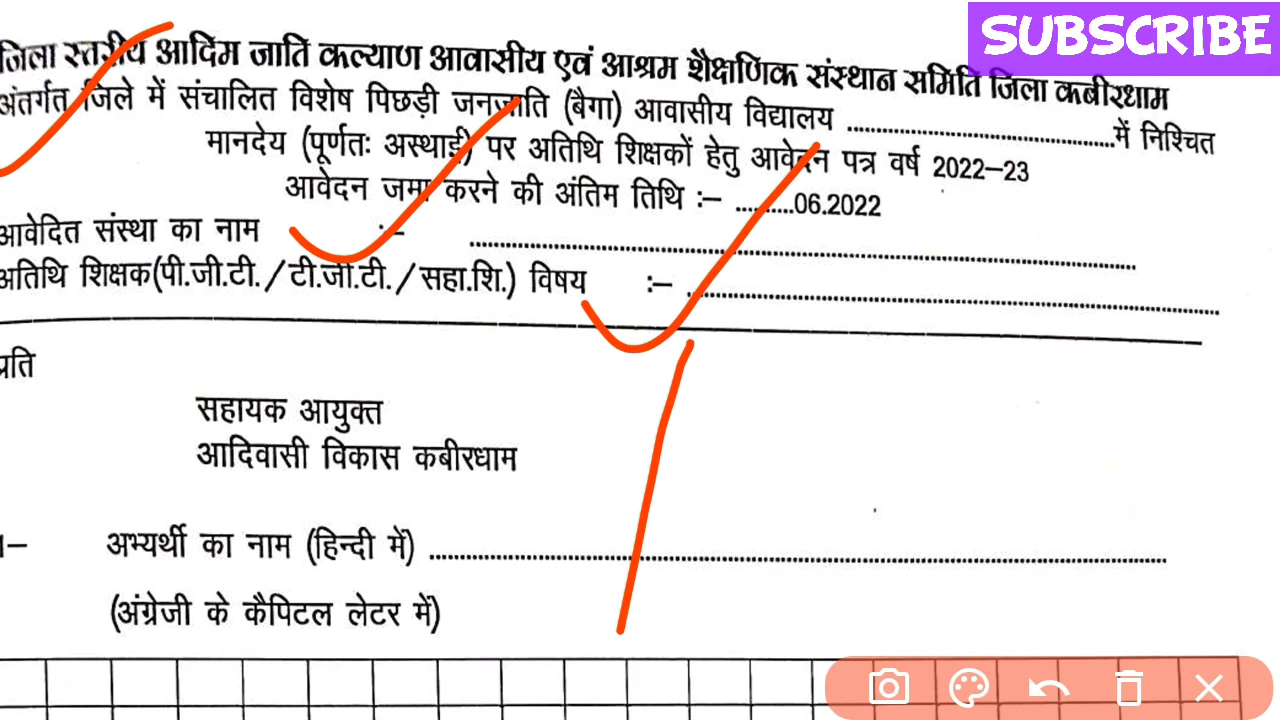 SUBSCRIBE
जिला स्तरीय आदिम जाति कल्याण आवासीय एवं आश्रम शैक्षणिक संस्थान समिति जिला कबीरधाम
अंतर्गत जिले में संचालित विशेष पिछड़ी जनजाति (बैगा) आवासीय विद्यालय ........................................में निश्चित
मानदेय (पूर्णतः अस्थाई) पर अतिथि शिक्षकों हेतु आवेदन पत्र वर्ष 2022–23
आवेदन जमा करने की अंतिम तिथि :– ..........06.2022
आवेदित संस्था का नाम :– ........................................
अतिथि शिक्षक(पी.जी.टी./टी.जी.टी./सहा.शि.) विषय :– ........................................
प्रति
सहायक आयुक्त
आदिवासी विकास कबीरधाम
अभ्यर्थी का नाम (हिन्दी में) ........................................
(अंग्रेजी के कैपिटल लेटर में)